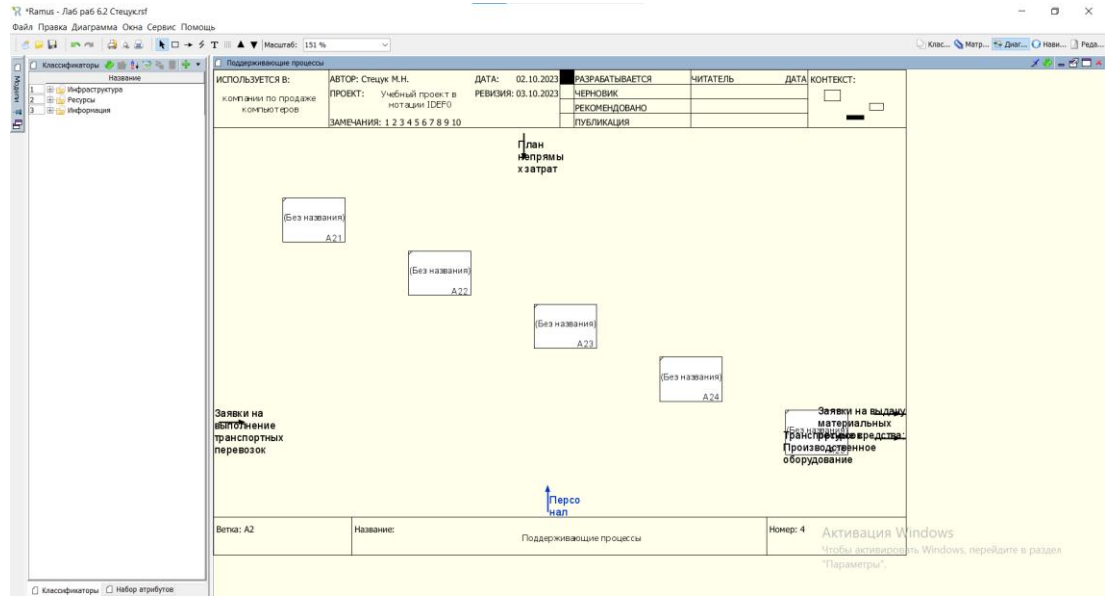 *Ramus - Лаб раб 6.2 Стецук.rsf
Файл Правка Диаграмма Окна Сервис Помощь
Масштаб: 151 %
Клас... Матр... Диаг... Нави... Реда...
Классификаторы
Название
1 Инфраструктура
2 Ресурсы
3 Информация
Модели
Поддерживающие процессы
ИСПОЛЬЗУЕТСЯ В:
компании по продаже
компьютеров
АВТОР: Стецук М.Н.
ПРОЕКТ: Учебный проект в
нотации IDEF0
ЗАМЕЧАНИЯ: 1 2 3 4 5 6 7 8 9 10
ДАТА: 02.10.2023
РЕВИЗИЯ: 03.10.2023
РАЗРАБАТЫВАЕТСЯ
ЧЕРНОВИК
РЕКОМЕНДОВАНО
ПУБЛИКАЦИЯ
ЧИТАТЕЛЬ
ДАТА
КОНТЕКСТ:
План
непрямы
х затрат
(Без названия)
A21
(Без названия)
A22
(Без названия)
A23
(Без названия)
A24
Заявки на
выполнение
транспортных
перевозок
Заявки на выдачу
материальных
Производственное
оборудование
Персо
нал
Ветка: A2
Название:
Поддерживающие процессы
Номер: 4
Активация Windows
Чтобы активировать Windows, перейдите в раздел
"Параметры".
Классификаторы Набор атрибутов